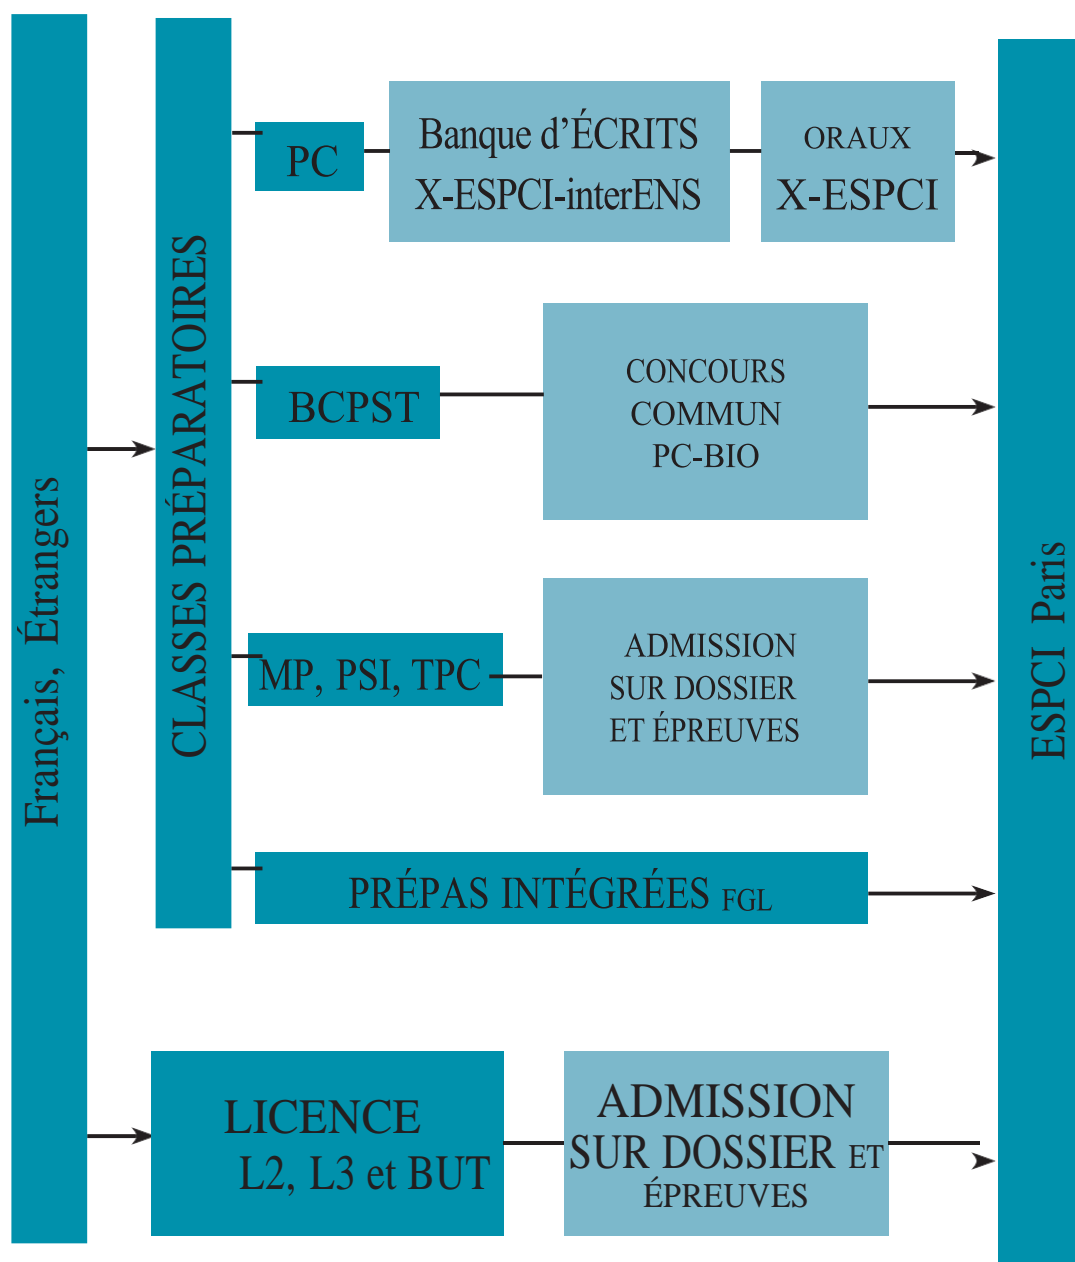 Français, Étrangers
CLASSES PRÉPARATOIRES
PC
Banque d’ÉCRITS
X-ESPCI-interENS
ORAUX
X-ESPCI
BCPST
CONCOURS
COMMUN
PC-BIO
MP, PSI, TPC
ADMISSION
SUR DOSSIER
ET ÉPREUVES
PRÉPAS INTÉGRÉES FGL
LICENCE
L2, L3 et BUT
ADMISSION
SUR DOSSIER ET
ÉPREUVES
ESPCI Paris